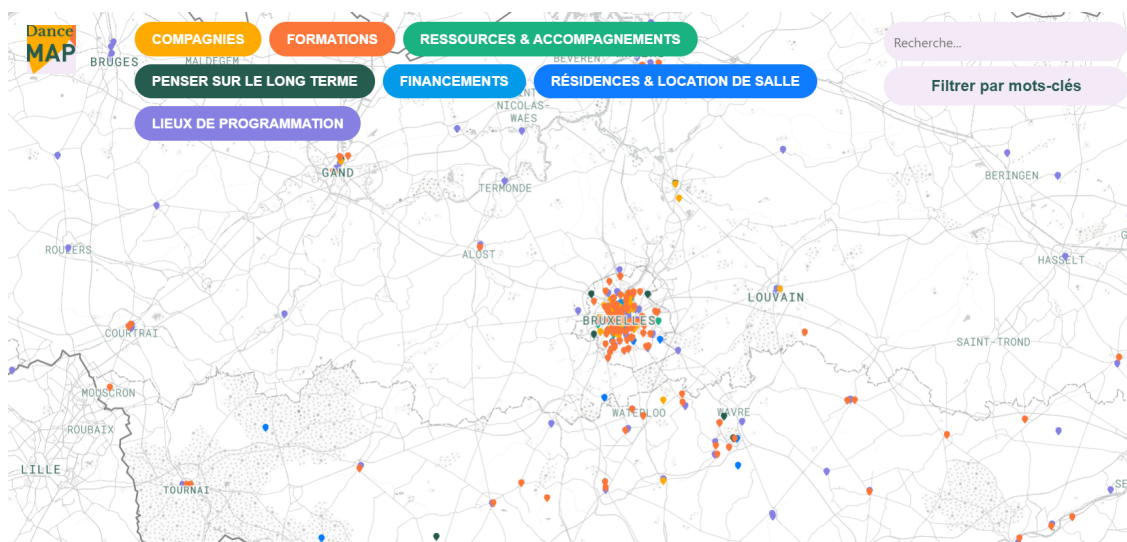 Dance
MAP
COMPAGNIES
FORMATIONS
RESSOURCES & ACCOMPAGNEMENTS
Recherche...
PENSER SUR LE LONG TERME
FINANCEMENTS
RÉSIDENCES & LOCATION DE SALLE
Filtrer par mots-clés
LIEUX DE PROGRAMMATION
BRUGES
MALDEGEM
BEVEREN
NICOLAS-
WAES
GAND
TERMONDE
BERINGEN
ALOST
HASSELT
LOUVAIN
BRUXELLES
COURTRAI
SAINT-TROND
MOUSCRON
WATERLOO
WAVRE
ROUBAIX
LILLE
TOURNAI